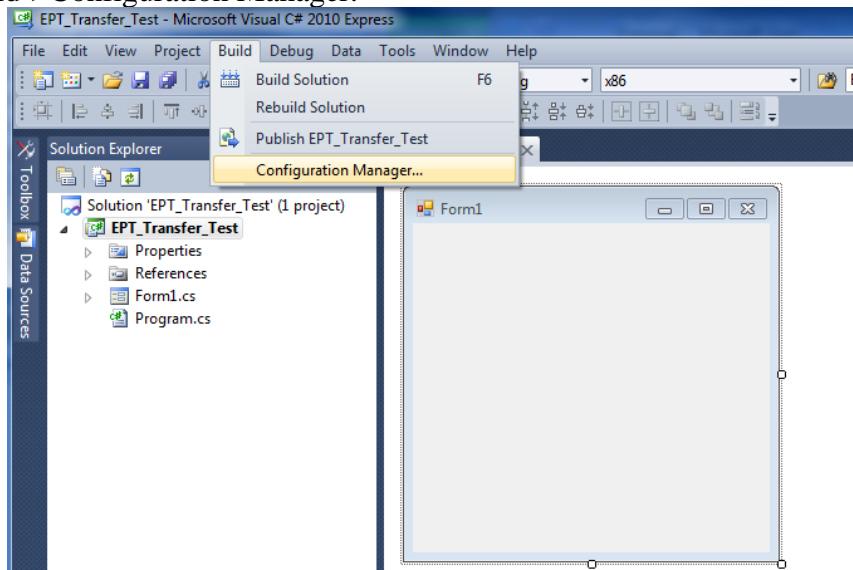 Configuration Manager.
EPT_Transfer_Test - Microsoft Visual C# 2010 Express
File Edit View Project Build Debug Data Tools Window Help
Build Solution F6
x86
Rebuild Solution
Publish EPT_Transfer_Test
Configuration Manager...
Solution Explorer
Toolbox
Data Sources
Solution 'EPT_Transfer_Test' (1 project)
EPT_Transfer_Test
Properties
References
Form1.cs
Program.cs
Form1